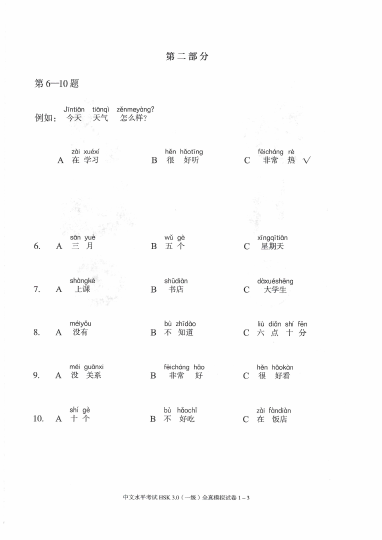 第二部分
第 6—10 题
Jīntiān tiānqì zěnmeyàng?
例如： 今天 天气 怎么样?
zài xuéxí hěn hǎotīng fēicháng rè
A 在 学习 B 很 好听 C 非常 热 √
sān yuè wǔ gè xīngqītiān
6. A 三 月 B 五 个 C 星期天
shàngkè shūdiàn dàxuéshēng
7. A 上课 B 书店 C 大学生
méiyǒu bù zhīdào liù diǎn shí fēn
8. A 没有 B 不 知道 C 六 点 十 分
méi guānxi fēicháng hǎo hěn hǎokàn
9. A 没 关系 B 非常 好 C 很 好看
shí gè bù hǎochī zài fàndiàn
10. A 十 个 B 不 好吃 C 在 饭店
中文水平考试 HSK 3.0（一级）全真模拟试卷 1－3